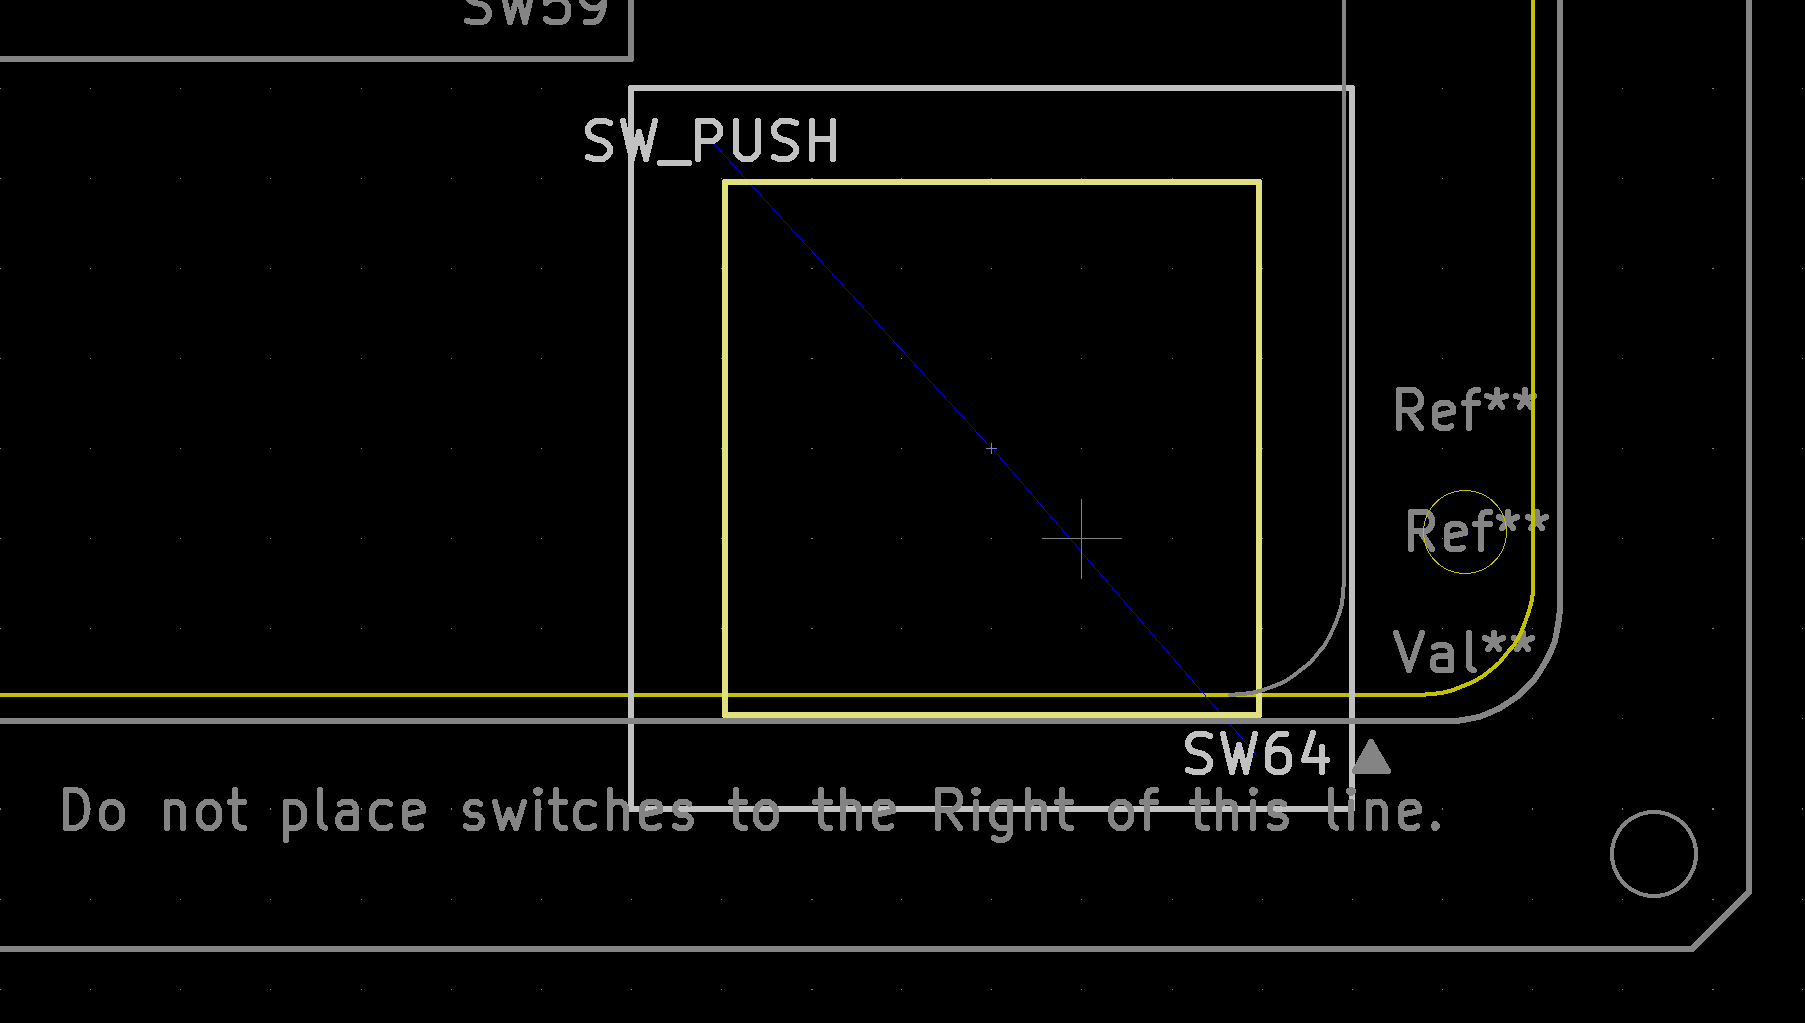 SW59
SW_PUSH
Ref**
Ref**
Val**
SW64
Do not place switches to the Right of this line.